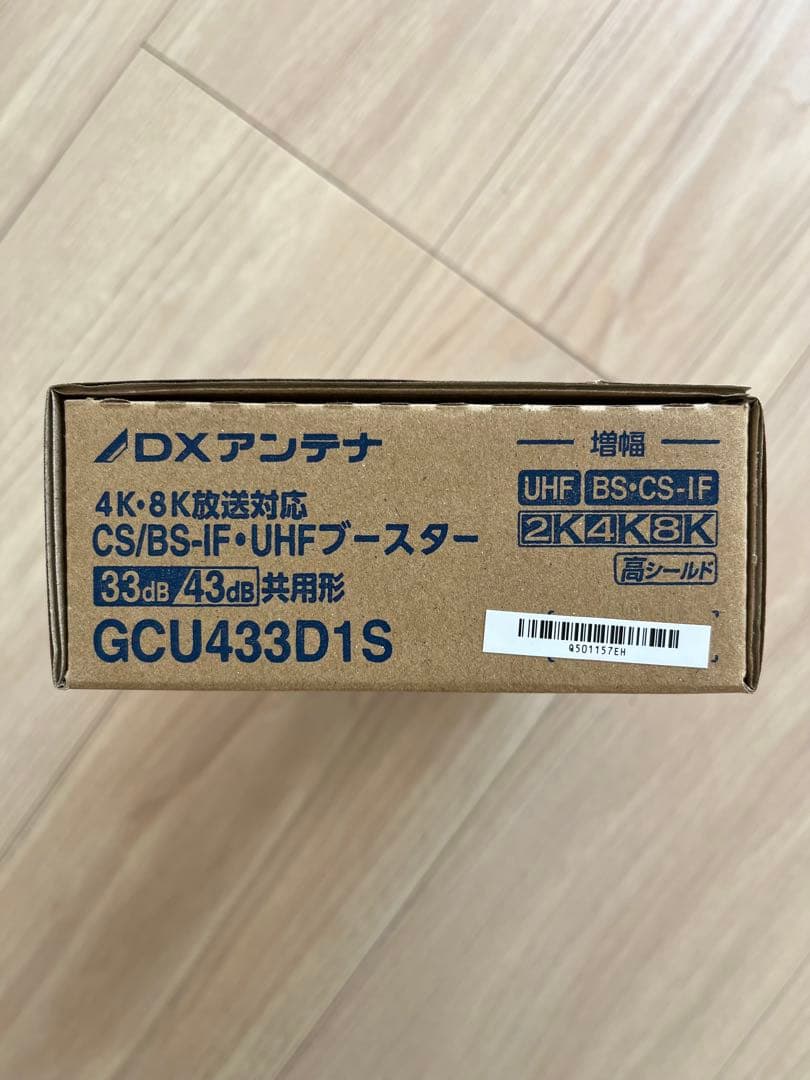 DXアンテナ
4K・8K放送対応
CS/BS-IF・UHFブースター
33dB/43dB共用形
GCU433D1S
増幅
UHF BS・CS-IF
2K4K8K
高シールド
Q501157EH